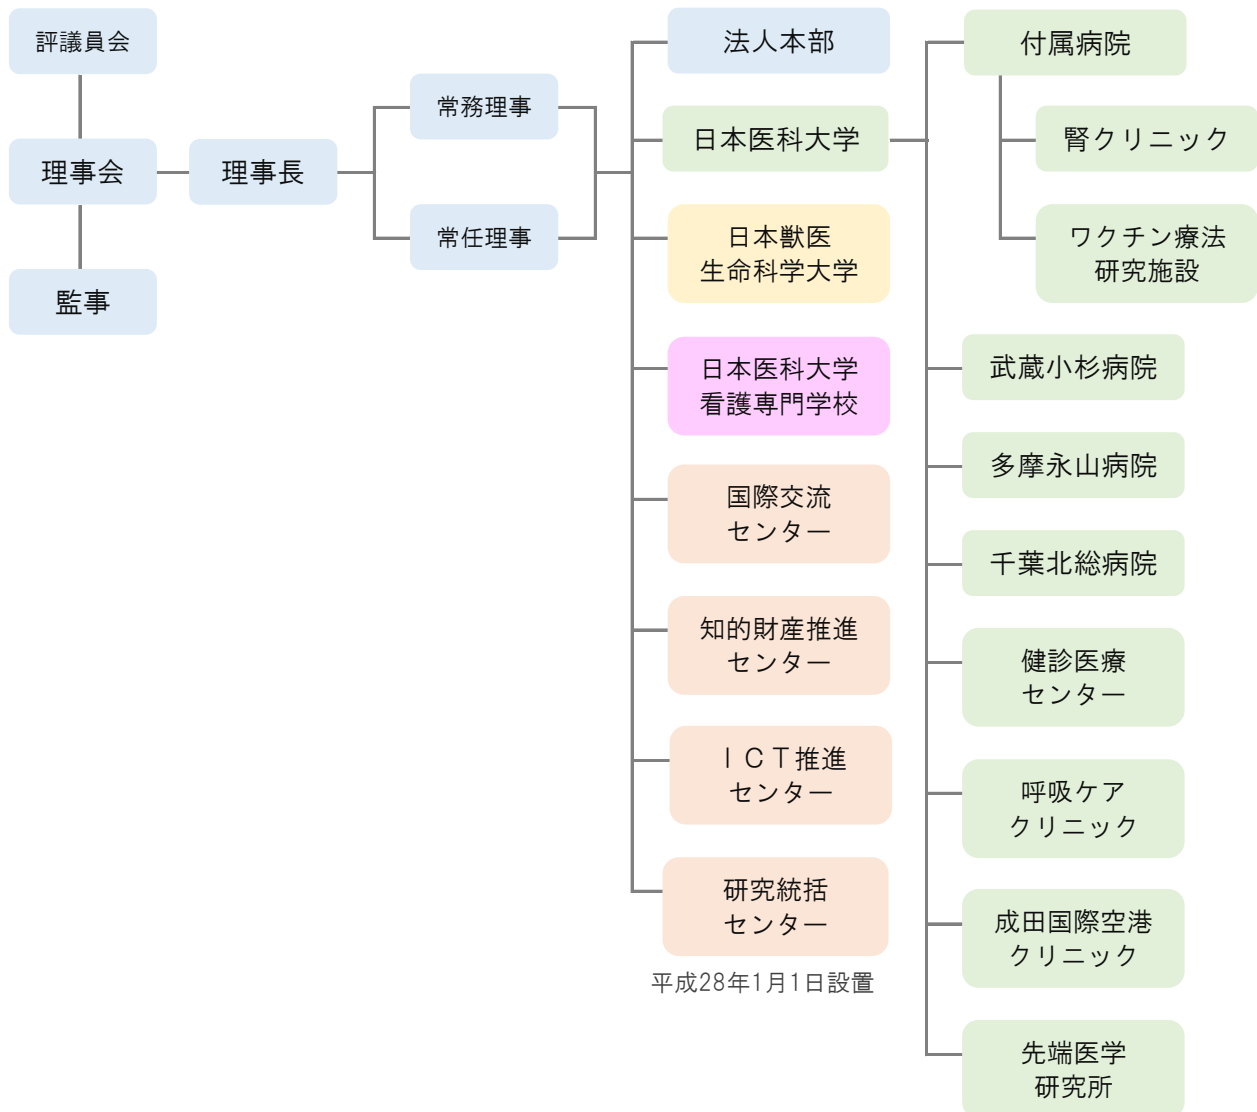 評議員会
理事会
監事
理事長
常務理事
常任理事
法人本部
日本医科大学
日本獣医
生命科学大学
日本医科大学
看護専門学校
国際交流
センター
知的財産推進
センター
ＩＣＴ推進
センター
研究統括
センター
平成28年1月1日設置
付属病院
腎クリニック
ワクチン療法
研究施設
武蔵小杉病院
多摩永山病院
千葉北総病院
健診医療
センター
呼吸ケア
クリニック
成田国際空港
クリニック
先端医学
研究所